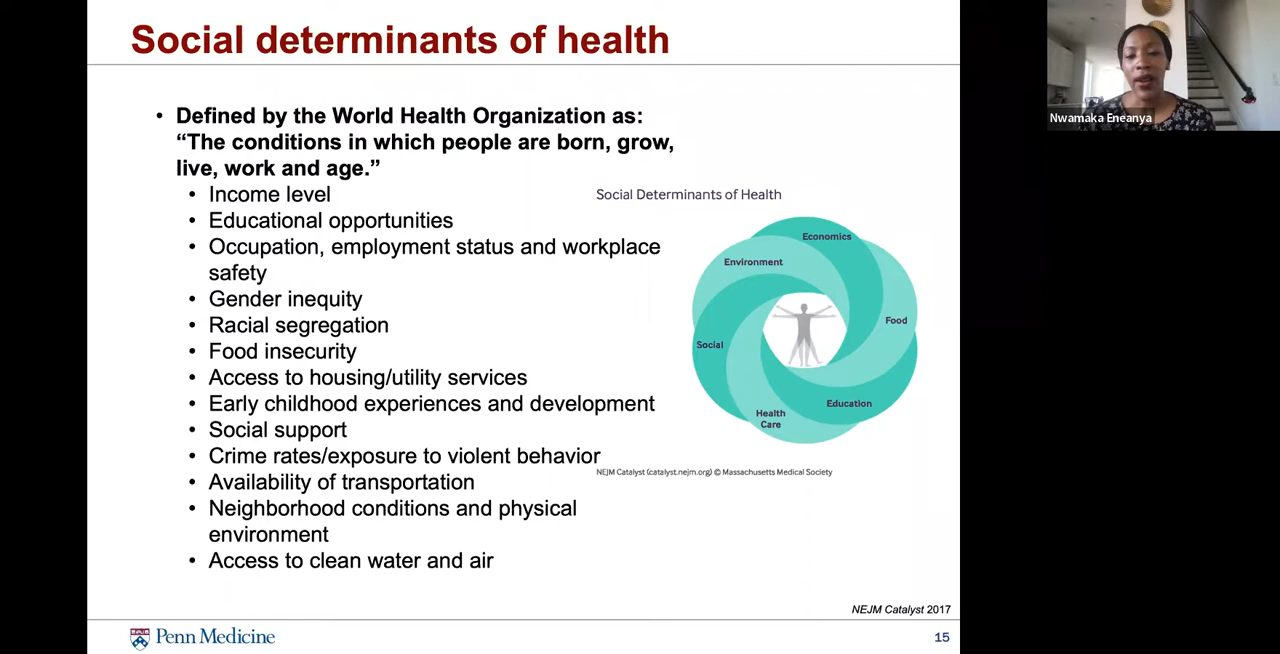 Social determinants of health
• Defined by the World Health Organization as:
“The conditions in which people are born, grow,
live, work and age.”
• Income level
• Educational opportunities
• Occupation, employment status and workplace
safety
• Gender inequity
• Racial segregation
• Food insecurity
• Access to housing/utility services
• Early childhood experiences and development
• Social support
• Crime rates/exposure to violent behavior
• Availability of transportation
• Neighborhood conditions and physical
environment
• Access to clean water and air
Social Determinants of Health
Economics
Environment
Food
Social
Education
Health
Care
NEJM Catalyst (catalyst.nejm.org) © Massachusetts Medical Society
NEJM Catalyst 2017
Penn Medicine
15
Nwamaka Eneanya